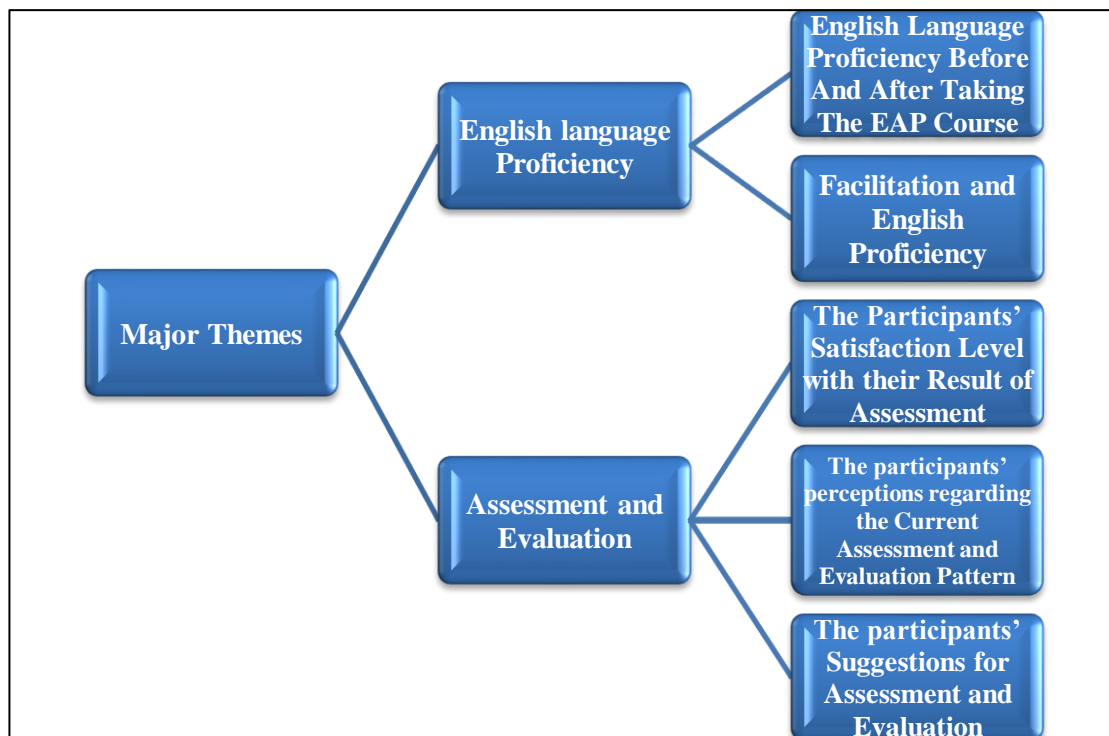 Major Themes
English language
Proficiency
English Language
Proficiency Before
And After Taking
The EAP Course
Facilitation and
English
Proficiency
Assessment and
Evaluation
The Participants’
Satisfaction Level
with their Result of
Assessment
The participants’
perceptions regarding
the Current
Assessment and
Evaluation Pattern
The participants’
Suggestions for
Assessment and
Evaluation